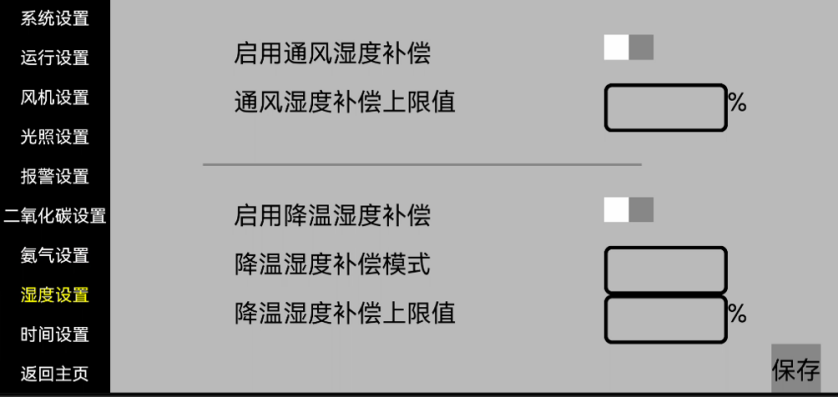 系统设置
运行设置
风机设置
光照设置
报警设置
二氧化碳设置
氨气设置
湿度设置
时间设置
返回主页
启用通风湿度补偿
通风湿度补偿上限值
%
启用降温湿度补偿
降温湿度补偿模式
降温湿度补偿上限值
%
保存